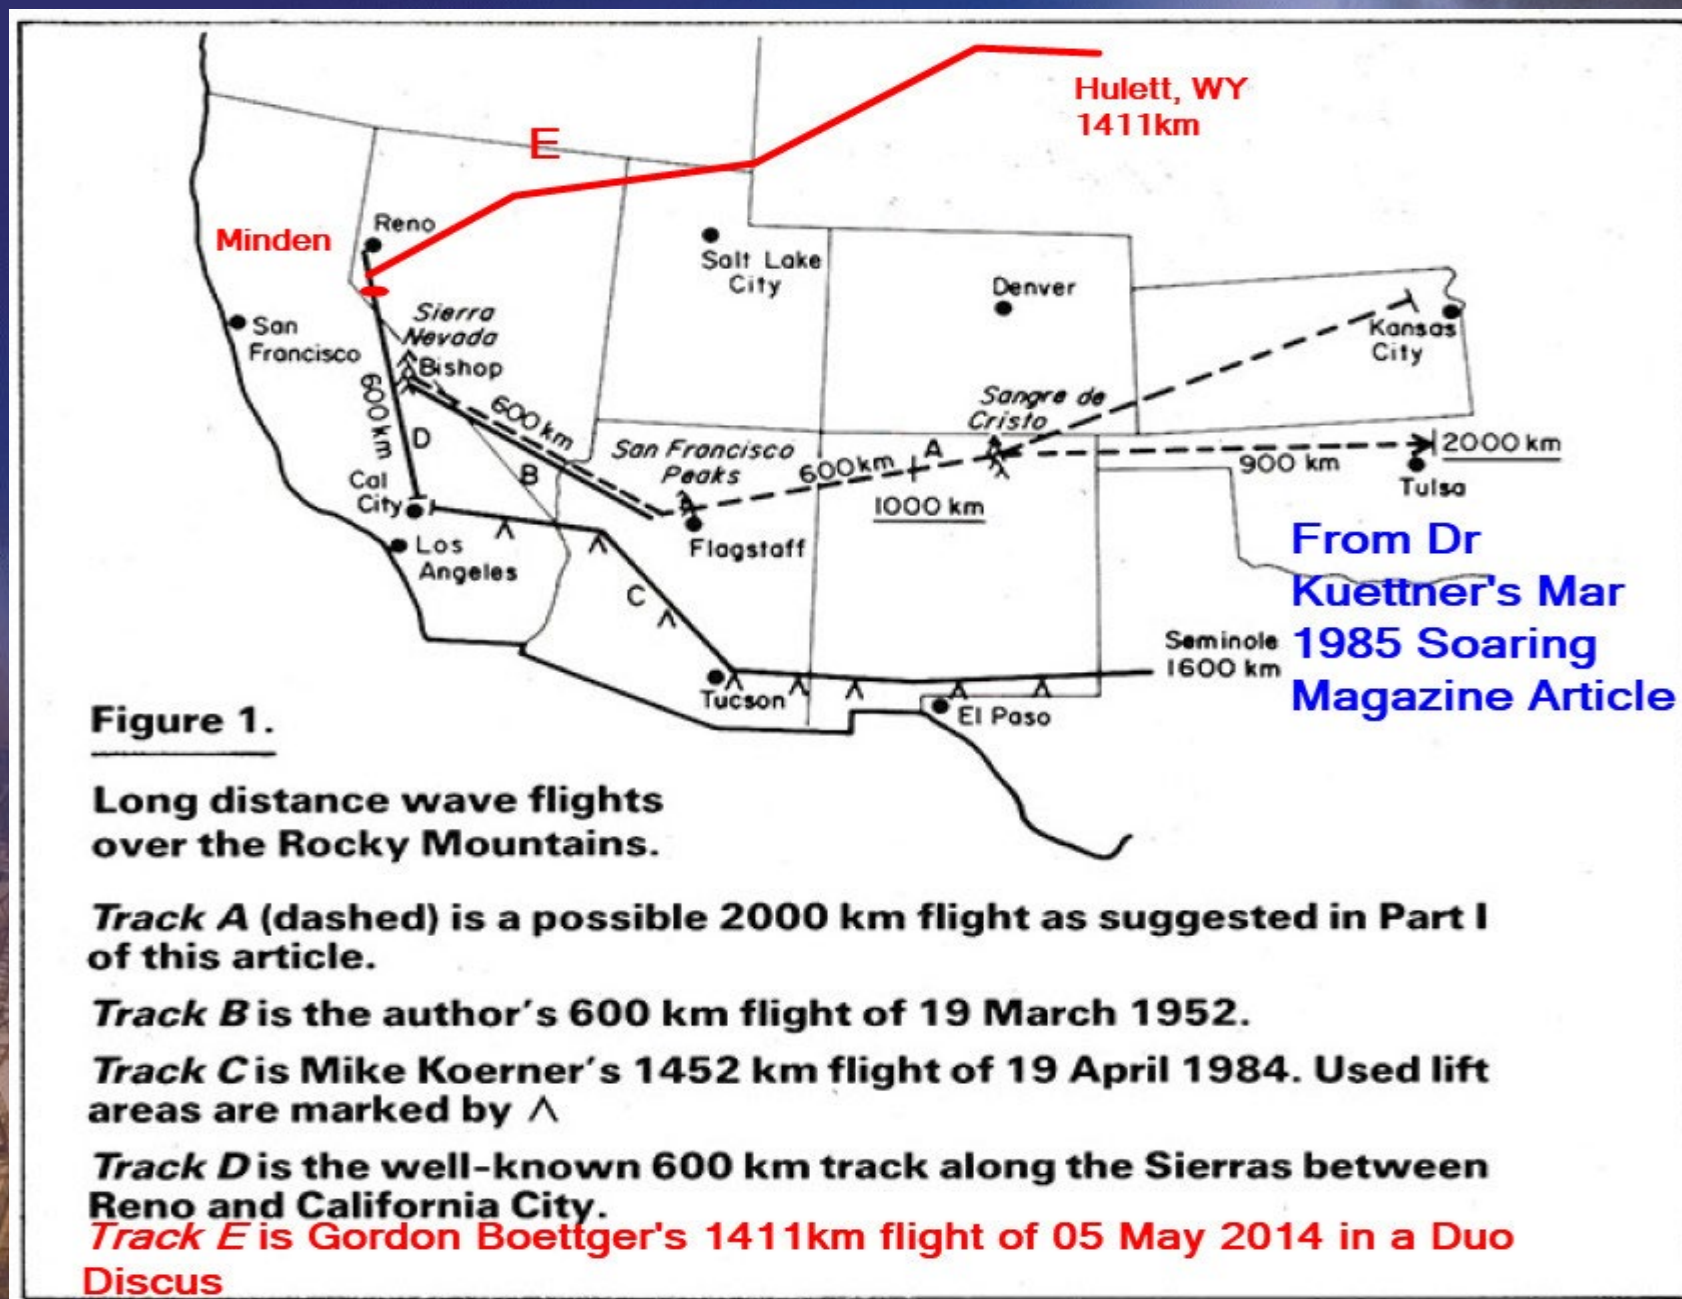 Hulett, WY
1411km
E
Reno
Minden
Salt Lake
City
Denver
Sierra
Nevada
San
Francisco
Kansas
City
Bishop
600 km
600 km
D
B
San Francisco
Peaks
Sangre de
Cristo
600km
A
1000 km
900 km
2000 km
Tulsa
Cal
City
Los
Angeles
Flagstaff
C
From Dr
Kuettner's Mar
1985 Soaring
Magazine Article
Seminole
1600 km
Tucson
El Paso
Figure 1.
Long distance wave flights
over the Rocky Mountains.
Track A (dashed) is a possible 2000 km flight as suggested in Part I
of this article.
Track B is the author's 600 km flight of 19 March 1952.
Track C is Mike Koerner's 1452 km flight of 19 April 1984. Used lift
areas are marked by Λ
Track D is the well-known 600 km track along the Sierras between
Reno and California City.
Track E is Gordon Boettger's 1411km flight of 05 May 2014 in a Duo
Discus